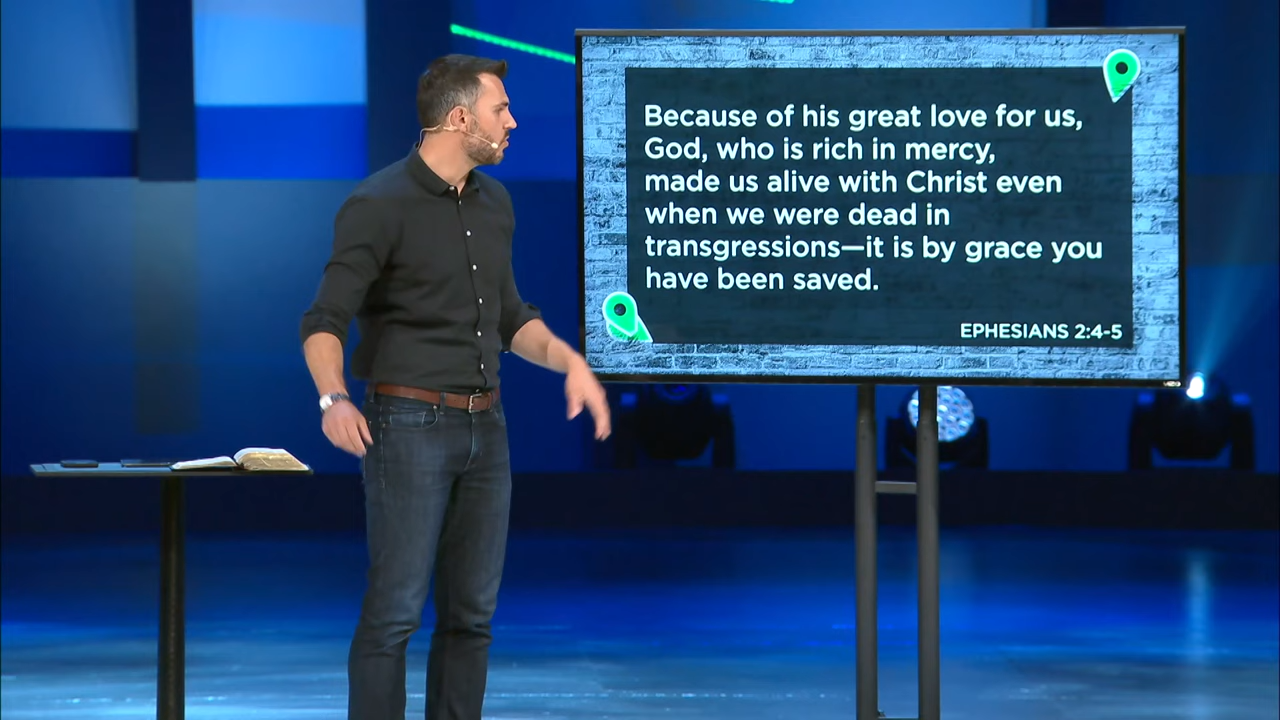 Because of his great love for us,
God, who is rich in mercy,
made us alive with Christ even
when we were dead in
transgressions—it is by grace you
have been saved.
EPHESIANS 2:4-5